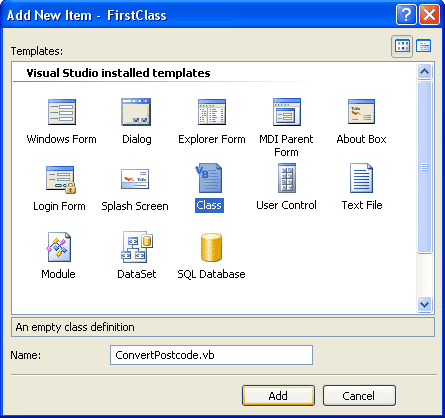 Add New Item - FirstClass
Templates:
Visual Studio installed templates
Windows Form
Dialog
Explorer Form
MDI Parent
Form
About Box
Login Form
Splash Screen
VB
Class
User Control
Text File
Module
DataSet
SQL Database
An empty class definition
Name:
ConvertPostcode.vb
Add
Cancel